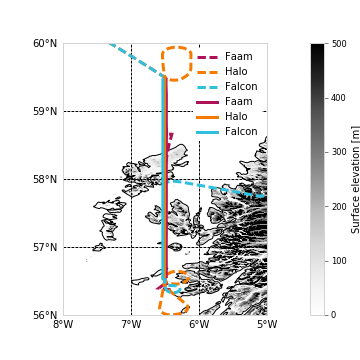 60°N
59°N
58°N
57°N
56°N
8°W
7°W
6°W
5°W
Faam
Halo
Falcon
Faam
Halo
Falcon
500
400
300
200
100
0
Surface elevation [m]